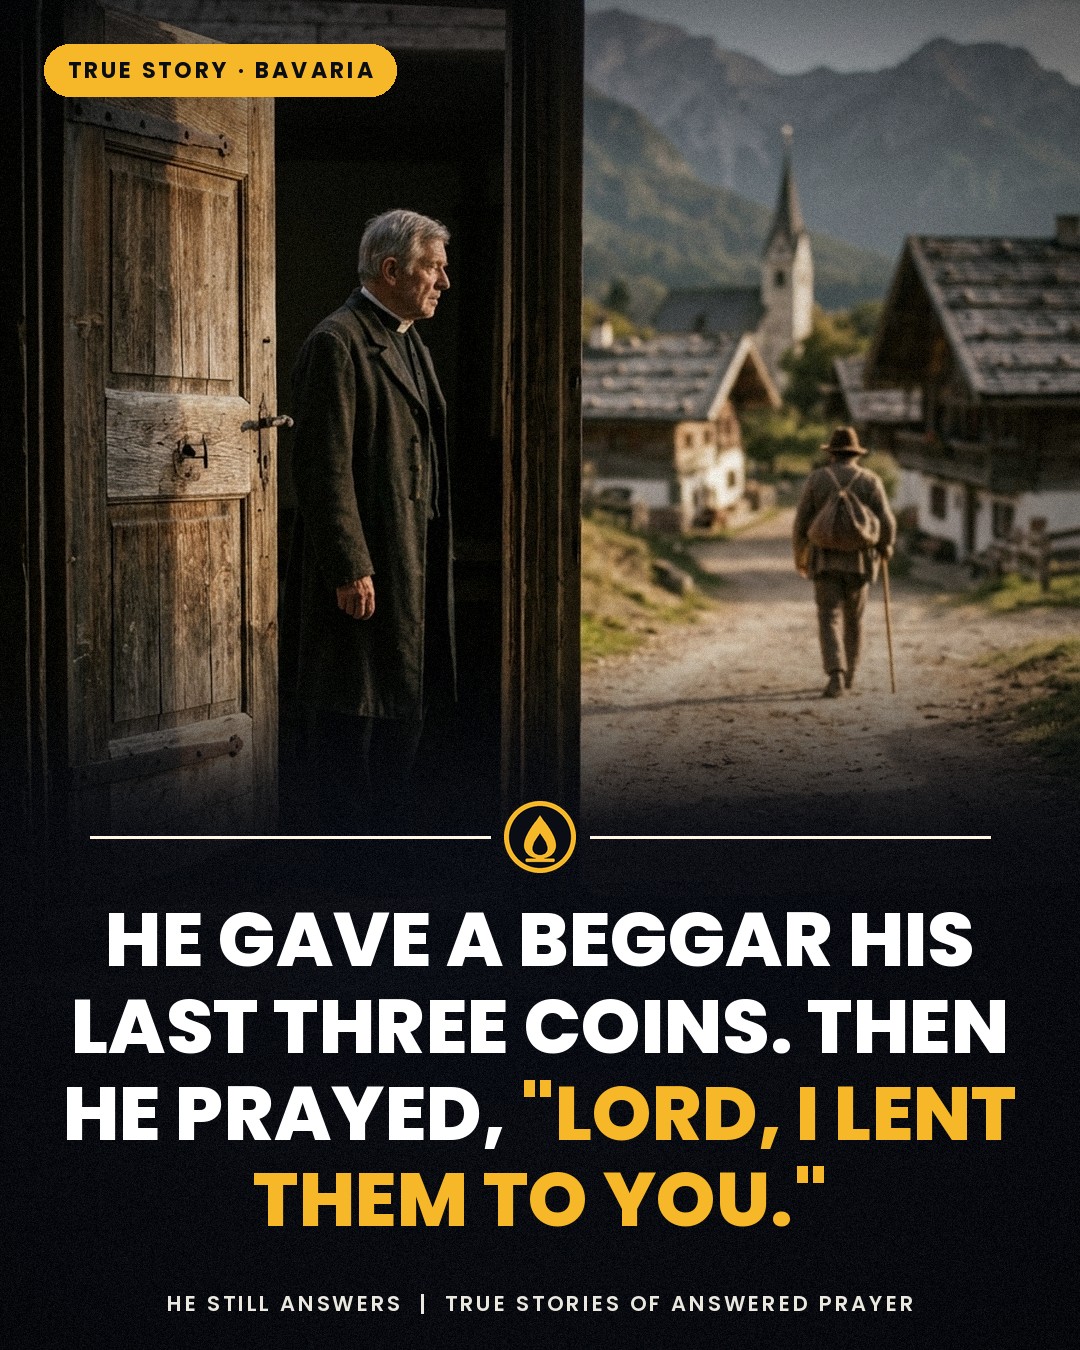 TRUE STORY · BAVARIA
HE GAVE A BEGGAR HIS
LAST THREE COINS. THEN
HE PRAYED, "LORD, I LENT
THEM TO YOU."
HE STILL ANSWERS | TRUE STORIES OF ANSWERED PRAYER